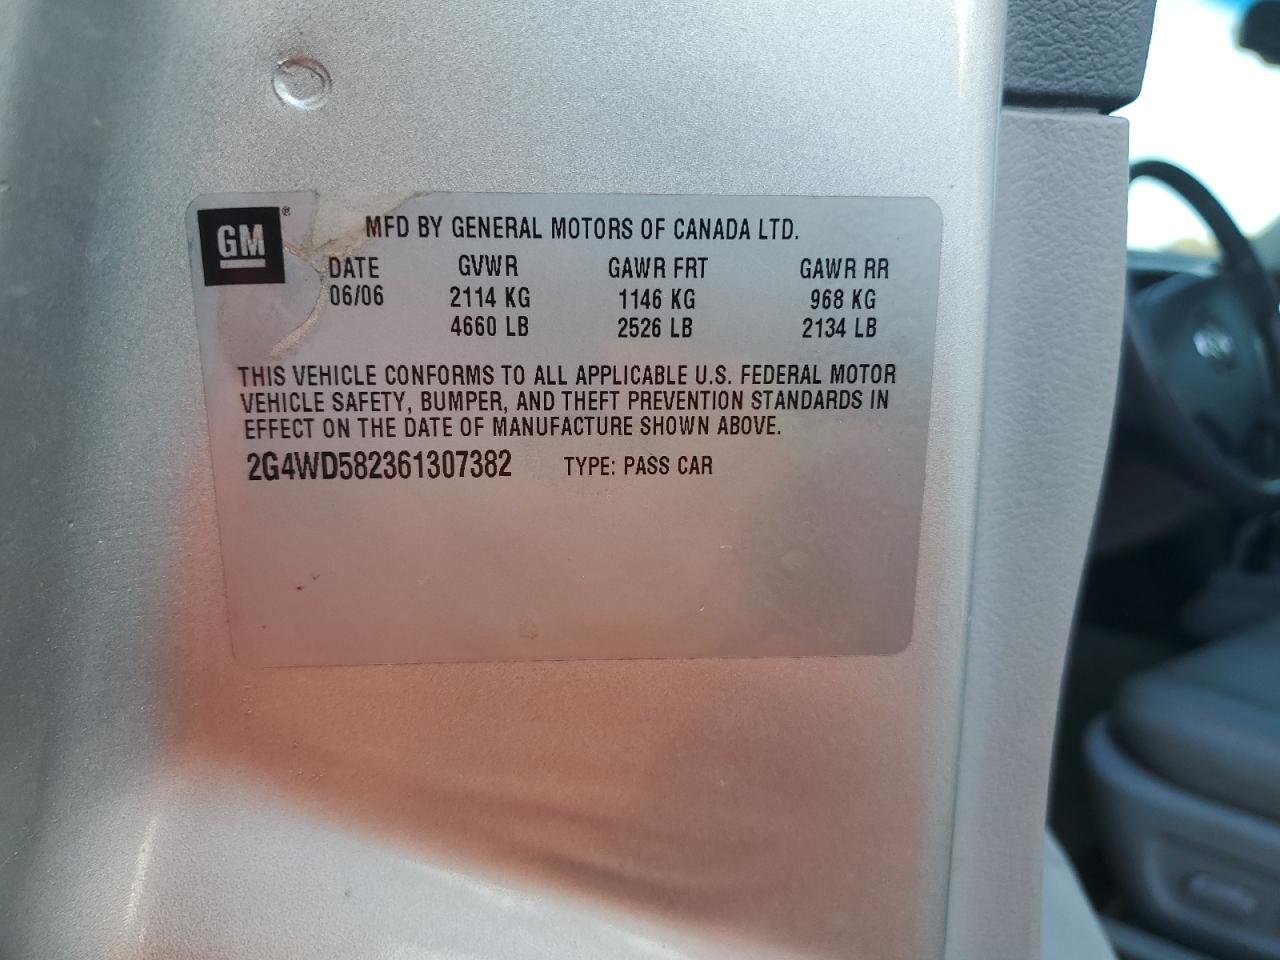 GM ®
MFD BY GENERAL MOTORS OF CANADA LTD.
DATE GVWR GAWR FRT GAWR RR
06/06 2114 KG 1146 KG 968 KG
4660 LB 2526 LB 2134 LB
THIS VEHICLE CONFORMS TO ALL APPLICABLE U.S. FEDERAL MOTOR
VEHICLE SAFETY, BUMPER, AND THEFT PREVENTION STANDARDS IN
EFFECT ON THE DATE OF MANUFACTURE SHOWN ABOVE.
2G4WD582361307382 TYPE: PASS CAR